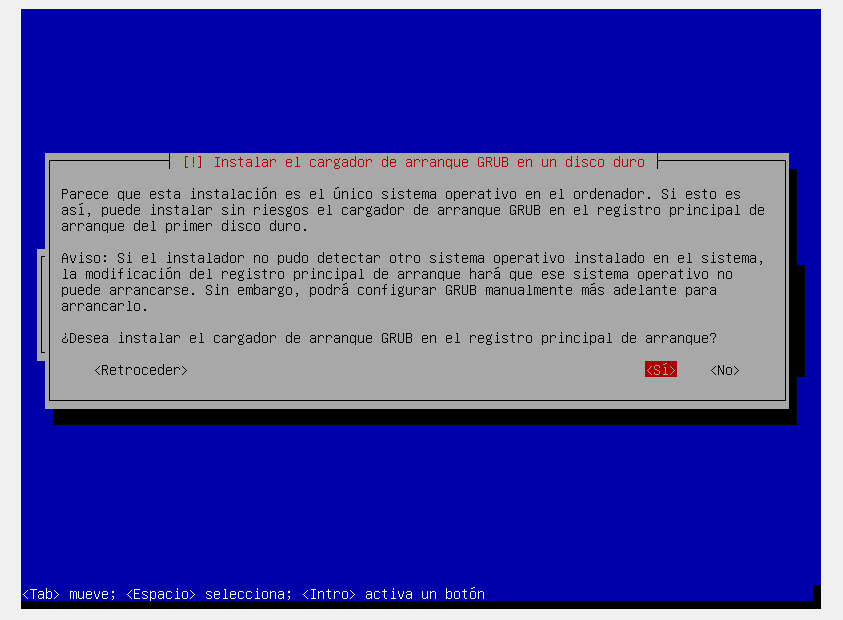 [!] Instalar el cargador de arranque GRUB en un disco duro
Parece que esta instalación es el único sistema operativo en el ordenador. Si esto es
así, puede instalar sin riesgos el cargador de arranque GRUB en el registro principal de
arranque del primer disco duro.
Aviso: Si el instalador no pudo detectar otro sistema operativo instalado en el sistema,
la modificación del registro principal de arranque hará que ese sistema operativo no
puede arrancarse. Sin embargo, podrá configurar GRUB manualmente más adelante para
arrancarlo.
¿Desea instalar el cargador de arranque GRUB en el registro principal de arranque?
<Retroceder> <Sí> <No>
<Tab> mueve; <Espacio> selecciona; <Intro> activa un botón